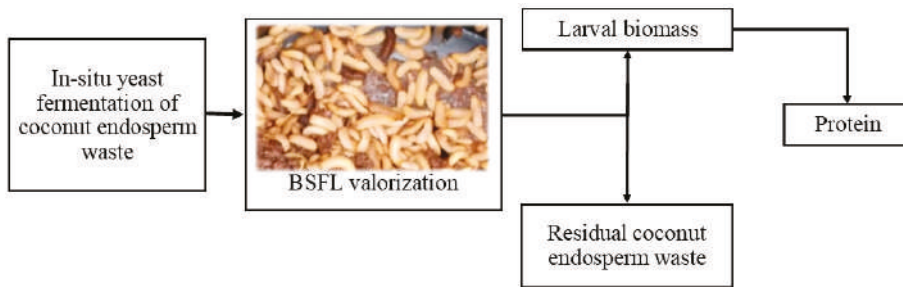 In-situ yeast
fermentation of
coconut endosperm
waste
BSFL valorization
Larval biomass
Protein
Residual coconut
endosperm waste